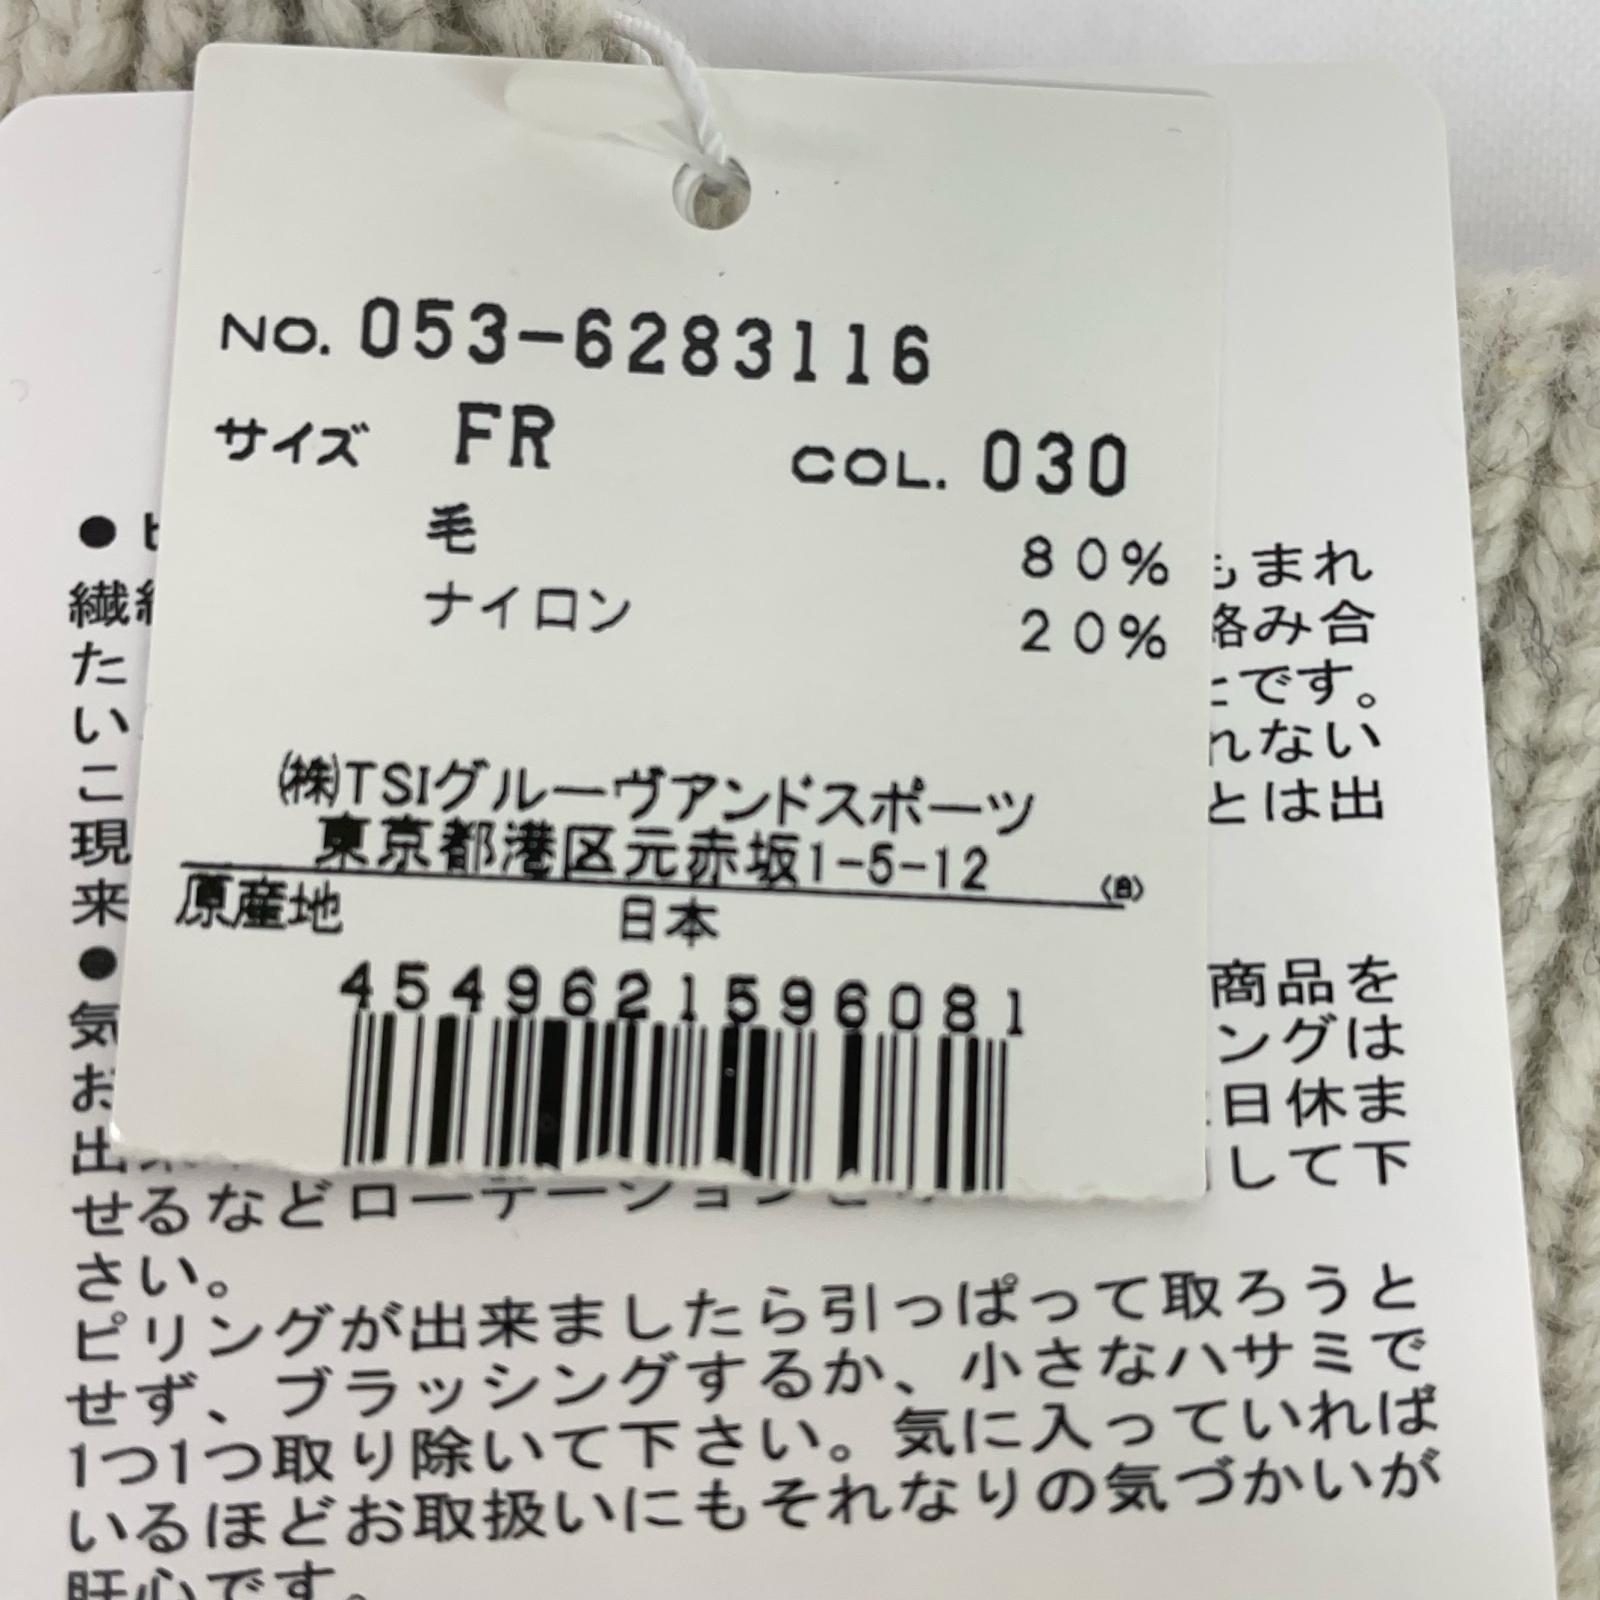 NO. 053-6283116
サイズ FR COL. 030
毛 80%
ナイロン 20%
㈱TSIグルーヴアンドスポーツ
東京都港区元赤坂1-5-12
原産地 日本
4549621596081
● ピ
もまれ
繊
絡み合
た
とです。
い
れない
こ
とは出
現
来
●
商品を
気
ングは
お
日休ま
出来
して下
せるなどローテーション
さい。
ピリングが出来ましたら引っぱって取ろうと
せず、ブラッシングするか、小さなハサミで
1つ1つ取り除いて下さい。気に入っていれば
いるほどお取扱いにもそれなりの気づかいが
肝心です。